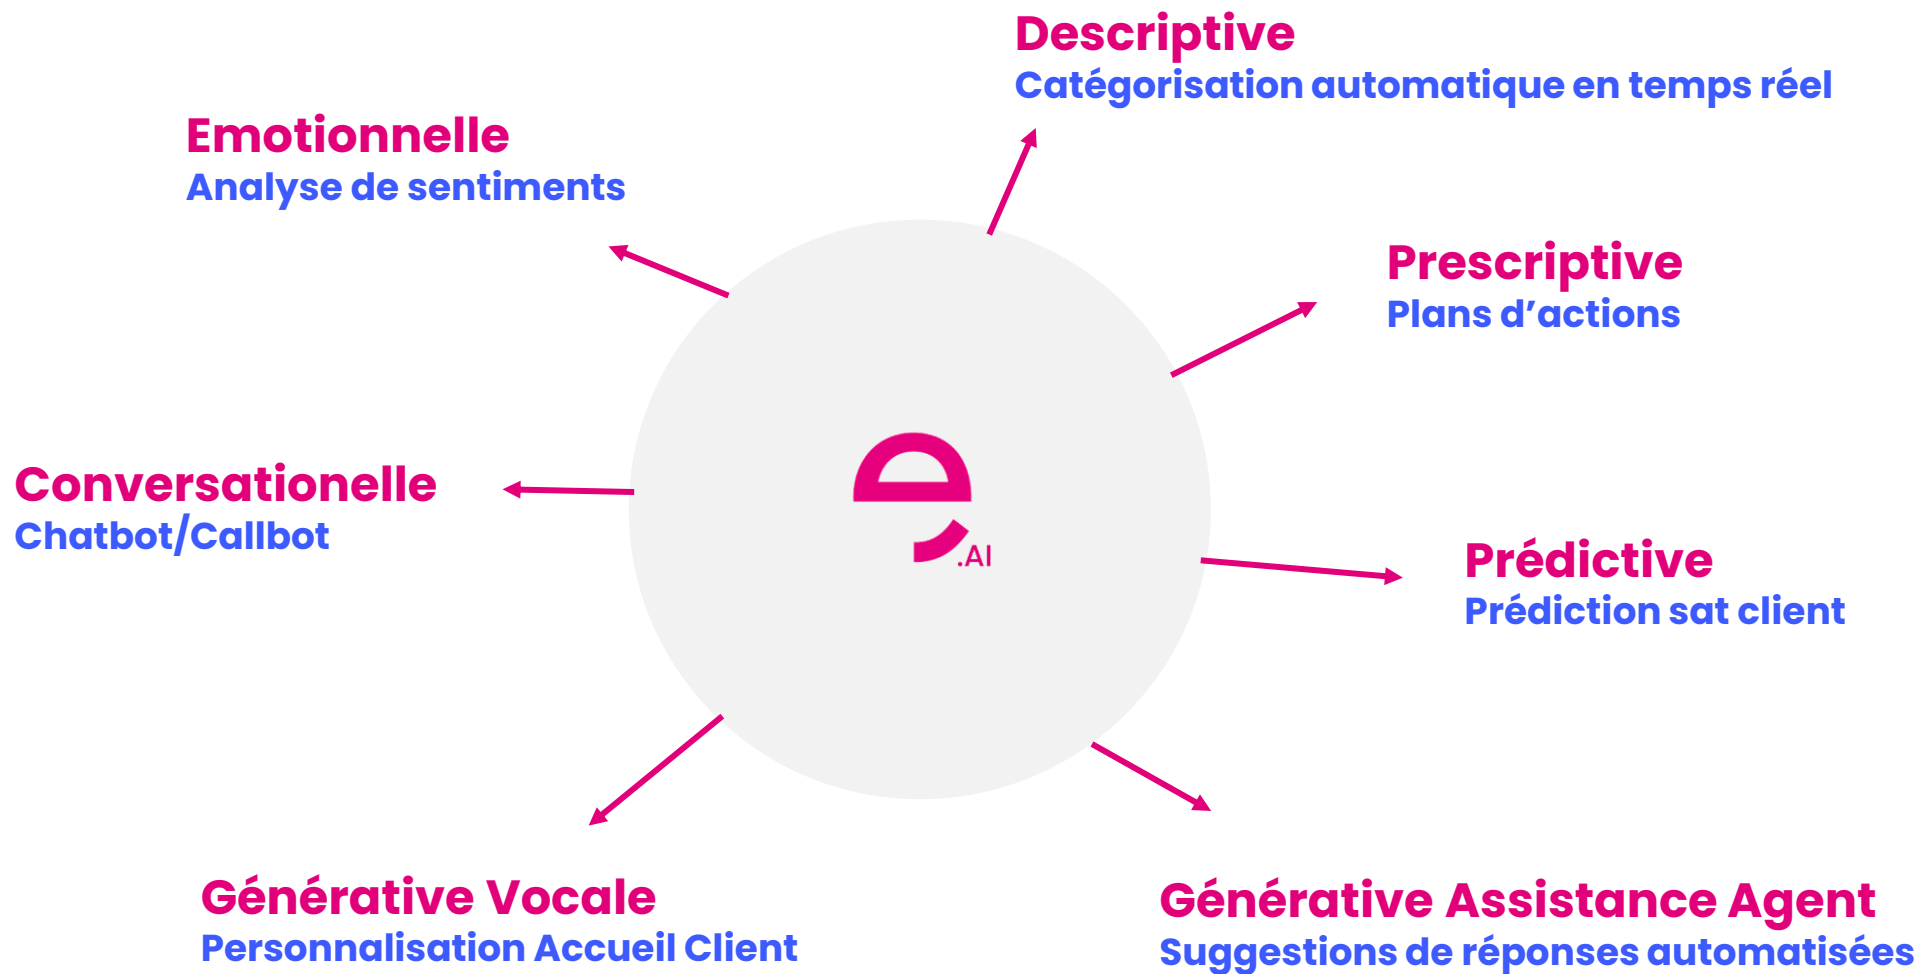 Descriptive
Catégorisation automatique en temps réel
Emotionnelle
Analyse de sentiments
Prescriptive
Plans d’actions
Conversationelle
Chatbot/Callbot
e
.AI
Prédictive
Prédiction sat client
Générative Vocale
Personnalisation Accueil Client
Générative Assistance Agent
Suggestions de réponses automatisées